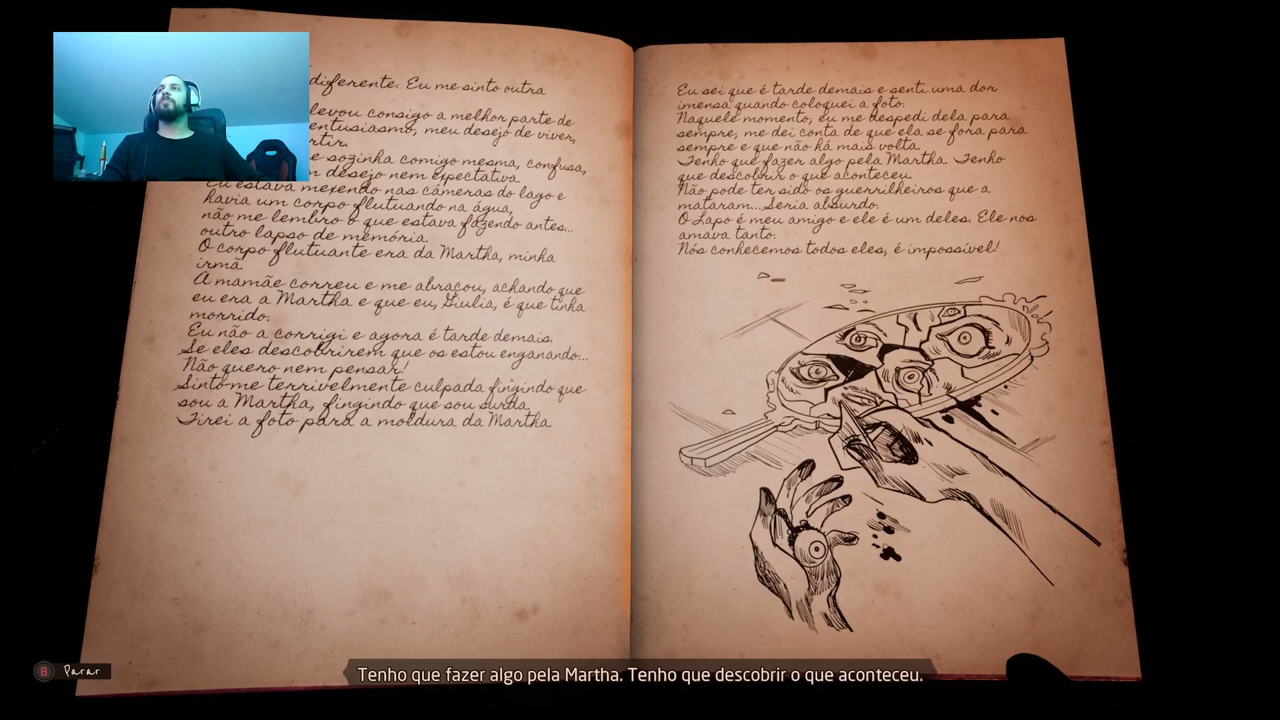 diferente. Eu me sinto outra
levou consigo a melhor parte de
entusiasmo, meu desejo de viver,
rtir.
e sozinha comigo mesma, confusa,
m desejo nem expectativa.
Eu estava mexendo nas câmeras do lago e
havia um corpo flutuando na água,
não me lembro o que estava fazendo antes...
outro lapso de memória.
O corpo flutuante era da Martha, minha
irmã.
A mamãe correu e me abraçou, achando que
eu era a Martha e que eu, Giulia, é que tinha
morrido.
Eu não a corrigi e agora é tarde demais.
Se eles descobrirem que os estou enganando...
Não quero nem pensar!
Sinto-me terrivelmente culpada fingindo que
sou a Martha, fingindo que sou surda.
Tirei a foto para a moldura da Martha.
Eu sei que é tarde demais e senti uma dor
imensa quando coloquei a foto.
Naquele momento, eu me despedi dela para
sempre, me dei conta de que ela se fora para
sempre e que não há mais volta.
Tenho que fazer algo pela Martha. Tenho
que descobrir o que aconteceu.
Não pode ter sido os guerrilheiros que a
mataram... Seria absurdo.
O Lapo é meu amigo e ele é um deles. Ele nos
amava tanto.
Nós conhecemos todos eles, é impossível!
B Parar
Tenho que fazer algo pela Martha. Tenho que descobrir o que aconteceu.